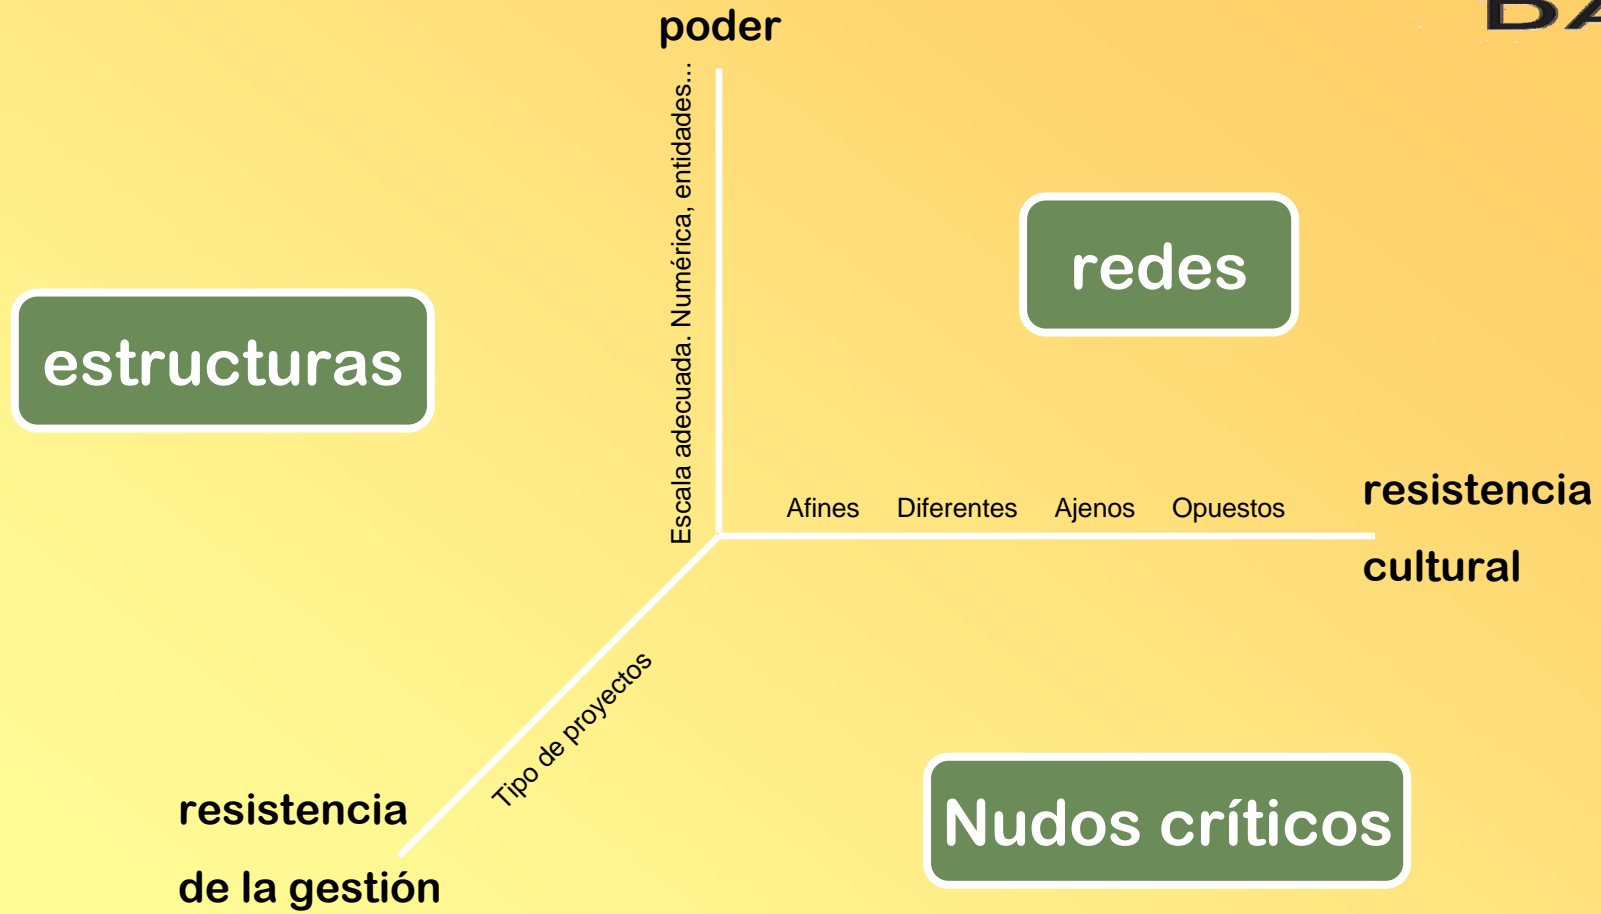 poder
Escala adecuada. Numérica, entidades...
redes
estructuras
Afines Diferentes Ajenos Opuestos
resistencia
cultural
Tipo de proyectos
resistencia
de la gestión
Nudos críticos